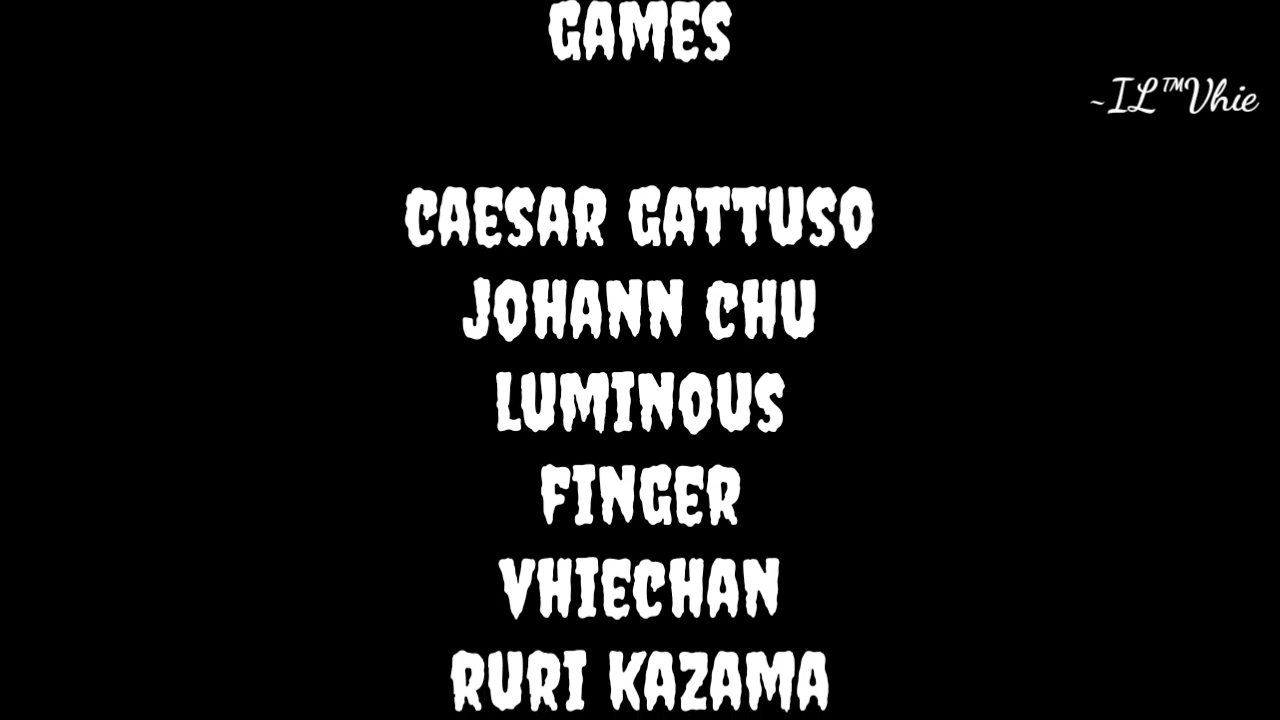 GAMES
~IL™Vhie
CAESAR GATTUSO
JOHANN CHU
LUMINOUS
FINGER
VHIECHAN
RURI KAZAMA